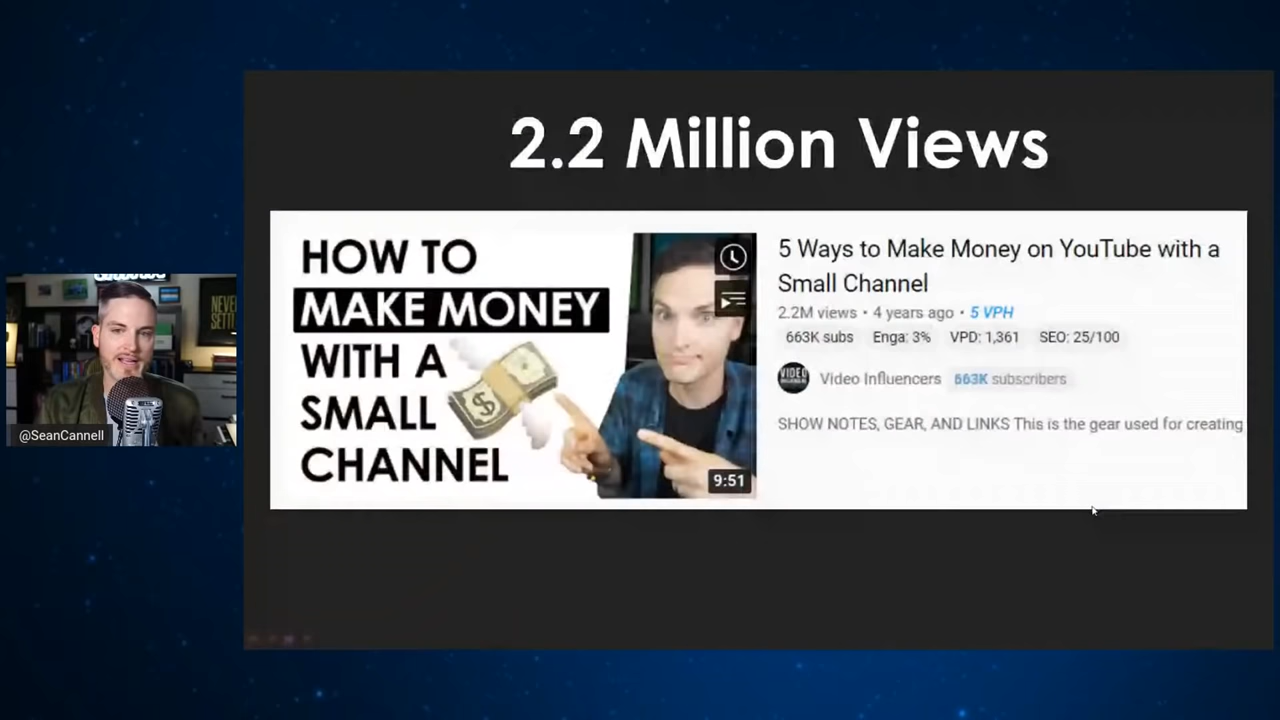 2.2 Million Views
HOW TO
MAKE MONEY
WITH A
SMALL
CHANNEL
9:51
5 Ways to Make Money on YouTube with a
Small Channel
2.2M views • 4 years ago • 5 VPH
663K subs Enga: 3% VPD: 1,361 SEO: 25/100
VIDEO
Video Influencers 663K subscribers
SHOW NOTES, GEAR, AND LINKS This is the gear used for creating
NEVER
SETTL
@SeanCannell